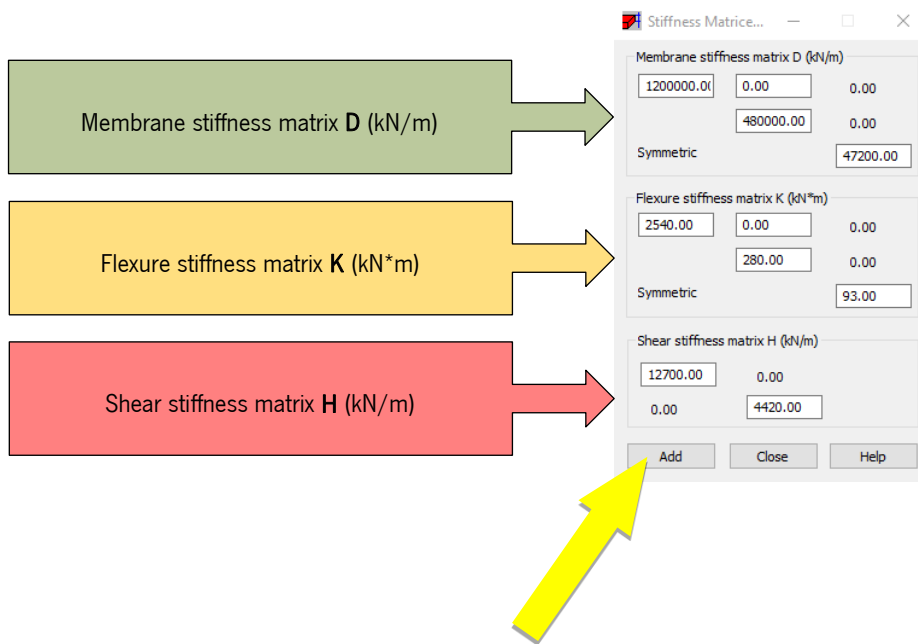 Stiffness Matrice...
Membrane stiffness matrix D (kN/m)
Membrane stiffness matrix D (kN/m)
1200000.0( 0.00 0.00
480000.00 0.00
Symmetric 47200.00
Flexure stiffness matrix K (kN*m)
Flexure stiffness matrix K (kN*m)
2540.00 0.00 0.00
280.00 0.00
Symmetric 93.00
Shear stiffness matrix H (kN/m)
Shear stiffness matrix H (kN/m)
12700.00 0.00
0.00 4420.00
Add Close Help